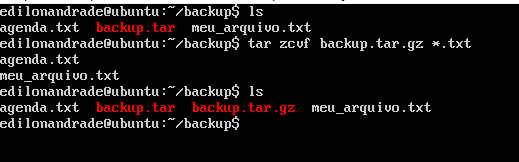 edilonandrade@ubuntu:~/backup$ ls
agenda.txt  backup.tar  meu_arquivo.txt
edilonandrade@ubuntu:~/backup$ tar zcvf backup.tar.gz *.txt
agenda.txt
meu_arquivo.txt
edilonandrade@ubuntu:~/backup$ ls
agenda.txt  backup.tar  backup.tar.gz  meu_arquivo.txt
edilonandrade@ubuntu:~/backup$